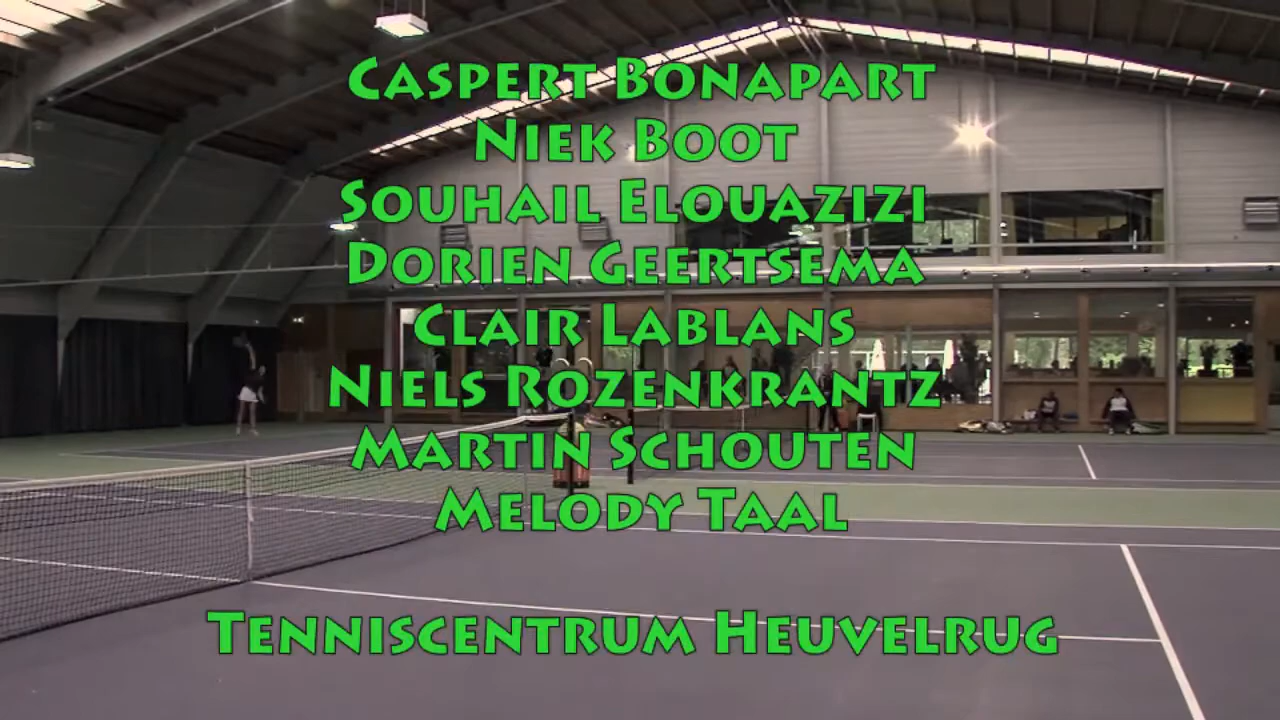 Caspert Bonapart
Niek Boot
Souhail Elouazizi
Dorien Geertsema
Clair Lablans
Niels Rozenkrantz
Martin Schouten
Melody Taal
Tenniscentrum Heuvelrug